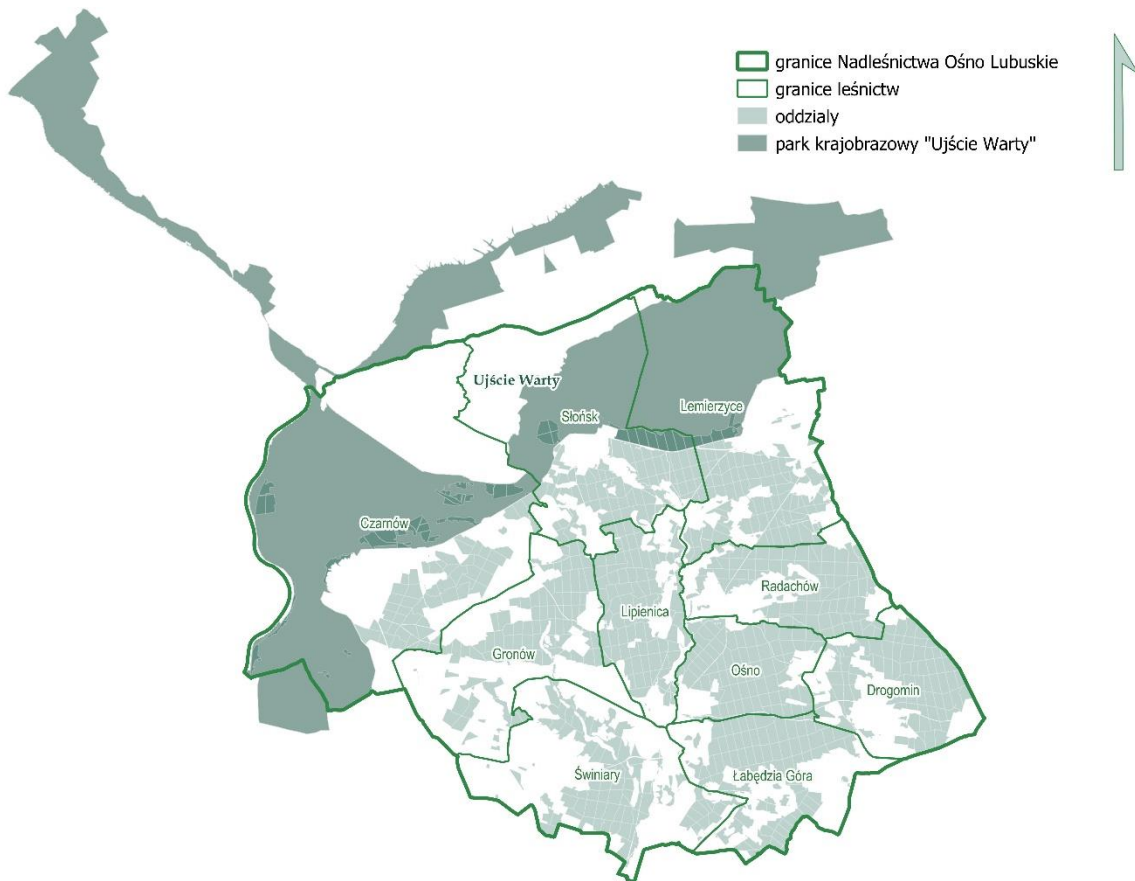 granice Nadleśnictwa Ośno Lubuskie
granice leśnictw
oddzialy
park krajobrazowy "Ujście Warty"
Ujście Warty
Słońsk
Lemierzyce
Czarnów
Radachów
Lipienica
Gronów
Ośno
Drogomin
Świniary
Łabędzia Góra